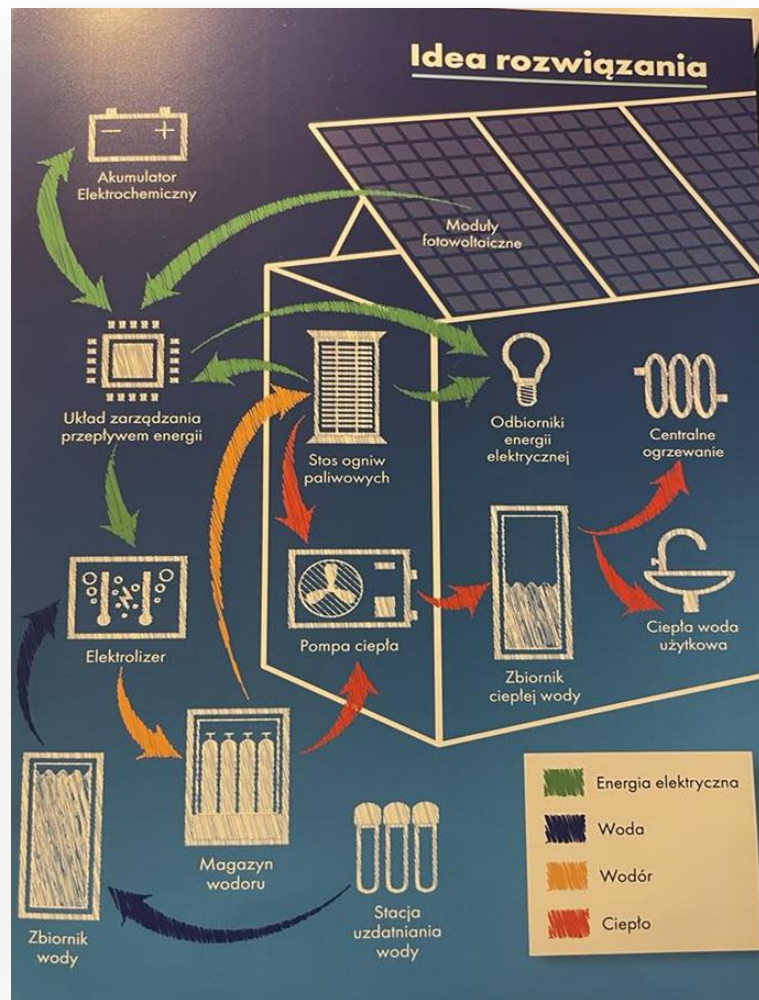 Idea rozwiązania
Akumulator
Elektrochemiczny
Moduły
fotowoltaiczne
Układ zarządzania
przepływem energii
Stos ogniw
paliwowych
Odbiorniki
energii
elektrycznej
Centralne
ogrzewanie
Elektrolizer
Pompa ciepła
Zbiornik
ciepłej wody
Ciepła woda
użytkowa
Magazyn
wodoru
Zbiornik
wody
Stacja
uzdatniania
wody
Energia elektryczna
Woda
Wodór
Ciepło